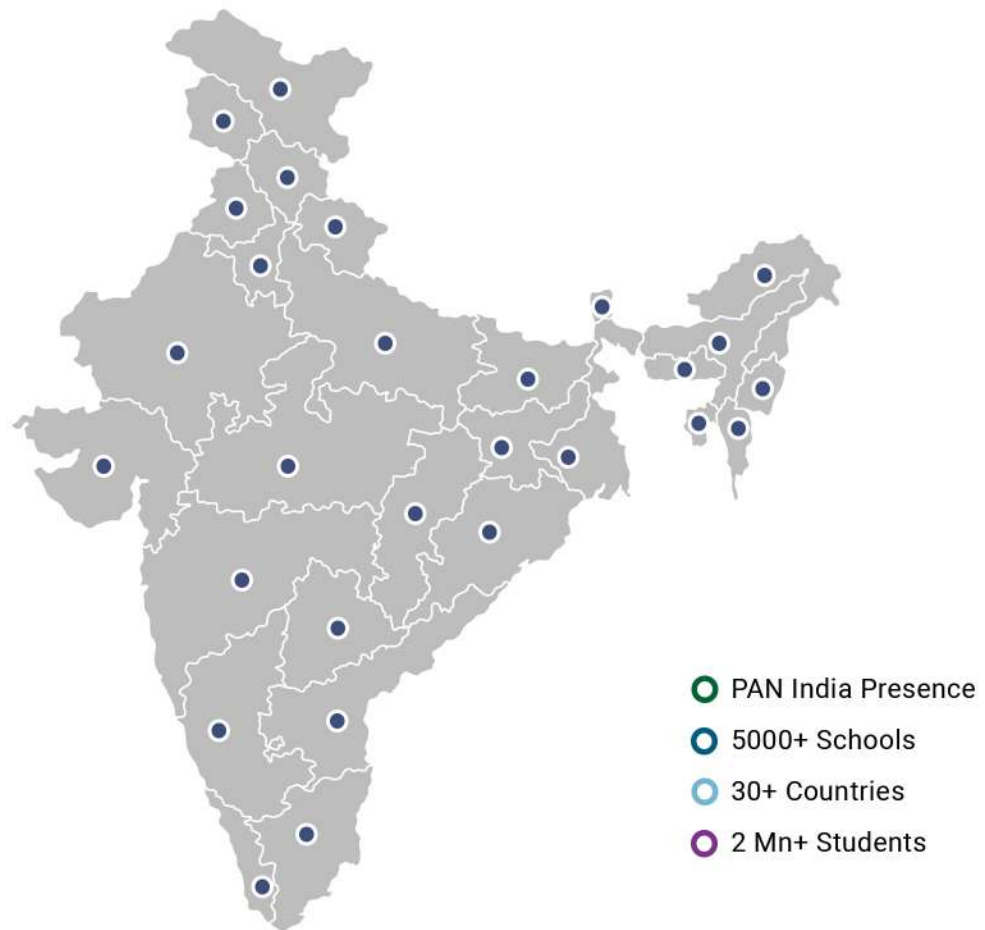 PAN India Presence
5000+ Schools
30+ Countries
2 Mn+ Students